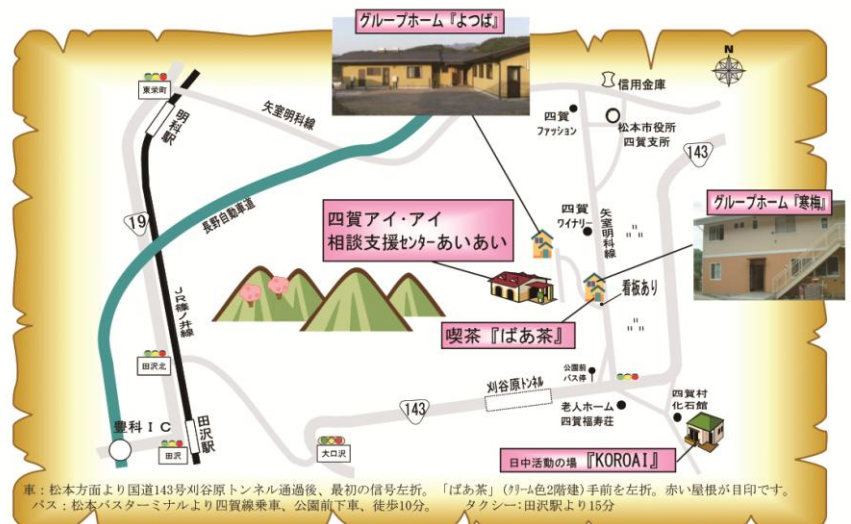 グループホーム『よつば』
N
東栄町
明科駅
矢室明科線
信用金庫
四賀
ファッション
松本市役所
四賀支所
143
19
長野自動車道
四賀アイ・アイ
相談支援センターあいあい
四賀
ワイナリー
矢室明科線
グループホーム『寒梅』
看板あり
JR篠ノ井線
喫茶『ばあ茶』
田沢北
公園前
バス停
刈谷原トンネル
143
老人ホーム
四賀福寿荘
四賀村
化石館
豊科IC
田沢
田沢駅
大口沢
日中活動の場『KOROAI』
車:松本方面より国道143号刈谷原トンネル通過後、最初の信号左折。「ばあ茶」(クリーム色2階建)手前を左折。赤い屋根が目印です。
バス:松本バスターミナルより四賀線乗車、公園前下車、徒歩10分。 タクシー:田沢駅より15分